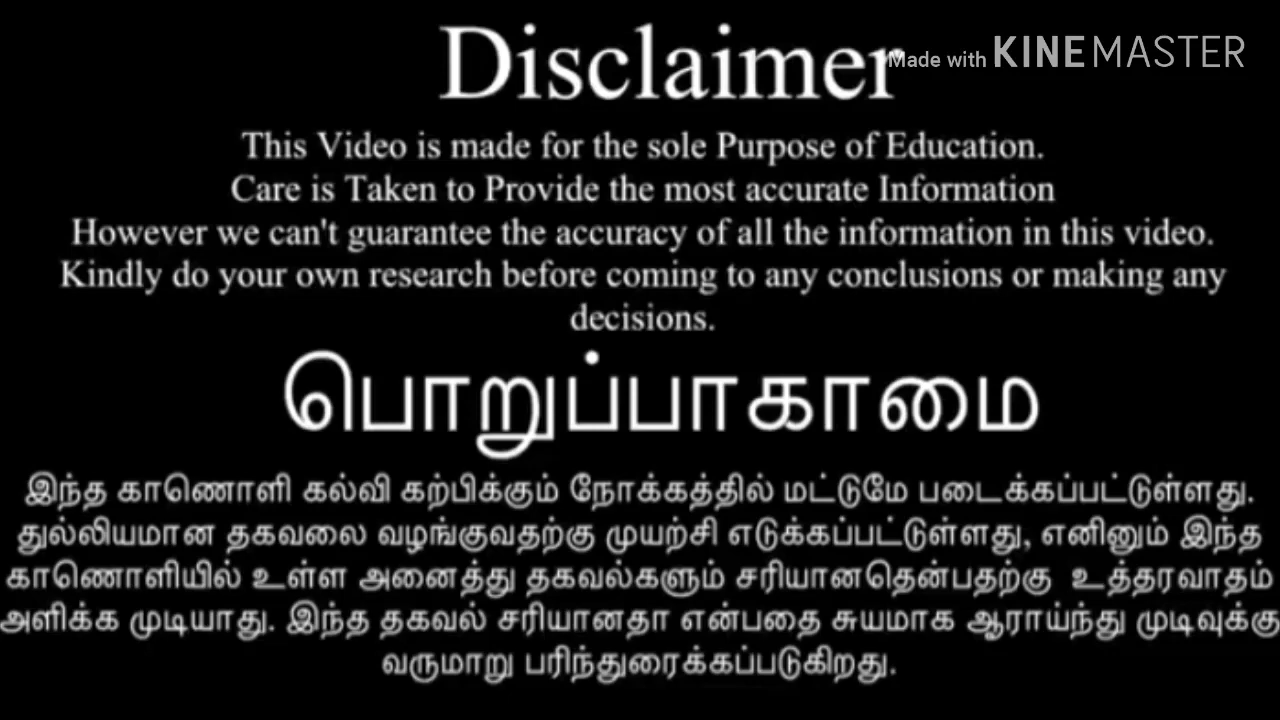 Disclaimer
Made with KINEMASTER
This Video is made for the sole Purpose of Education.
Care is Taken to Provide the most accurate Information
However we can't guarantee the accuracy of all the information in this video.
Kindly do your own research before coming to any conclusions or making any
decisions.
பொறுப்பாகாமை
இந்த காணொளி கல்வி கற்பிக்கும் நோக்கத்தில் மட்டுமே படைக்கப்பட்டுள்ளது.
துல்லியமான தகவலை வழங்குவதற்கு முயற்சி எடுக்கப்பட்டுள்ளது, எனினும் இந்த
காணொளியில் உள்ள அனைத்து தகவல்களும் சரியானதென்பதற்கு உத்தரவாதம்
அளிக்க முடியாது. இந்த தகவல் சரியானதா என்பதை சுயமாக ஆராய்ந்து முடிவுக்கு
வருமாறு பரிந்துரைக்கப்படுகிறது.